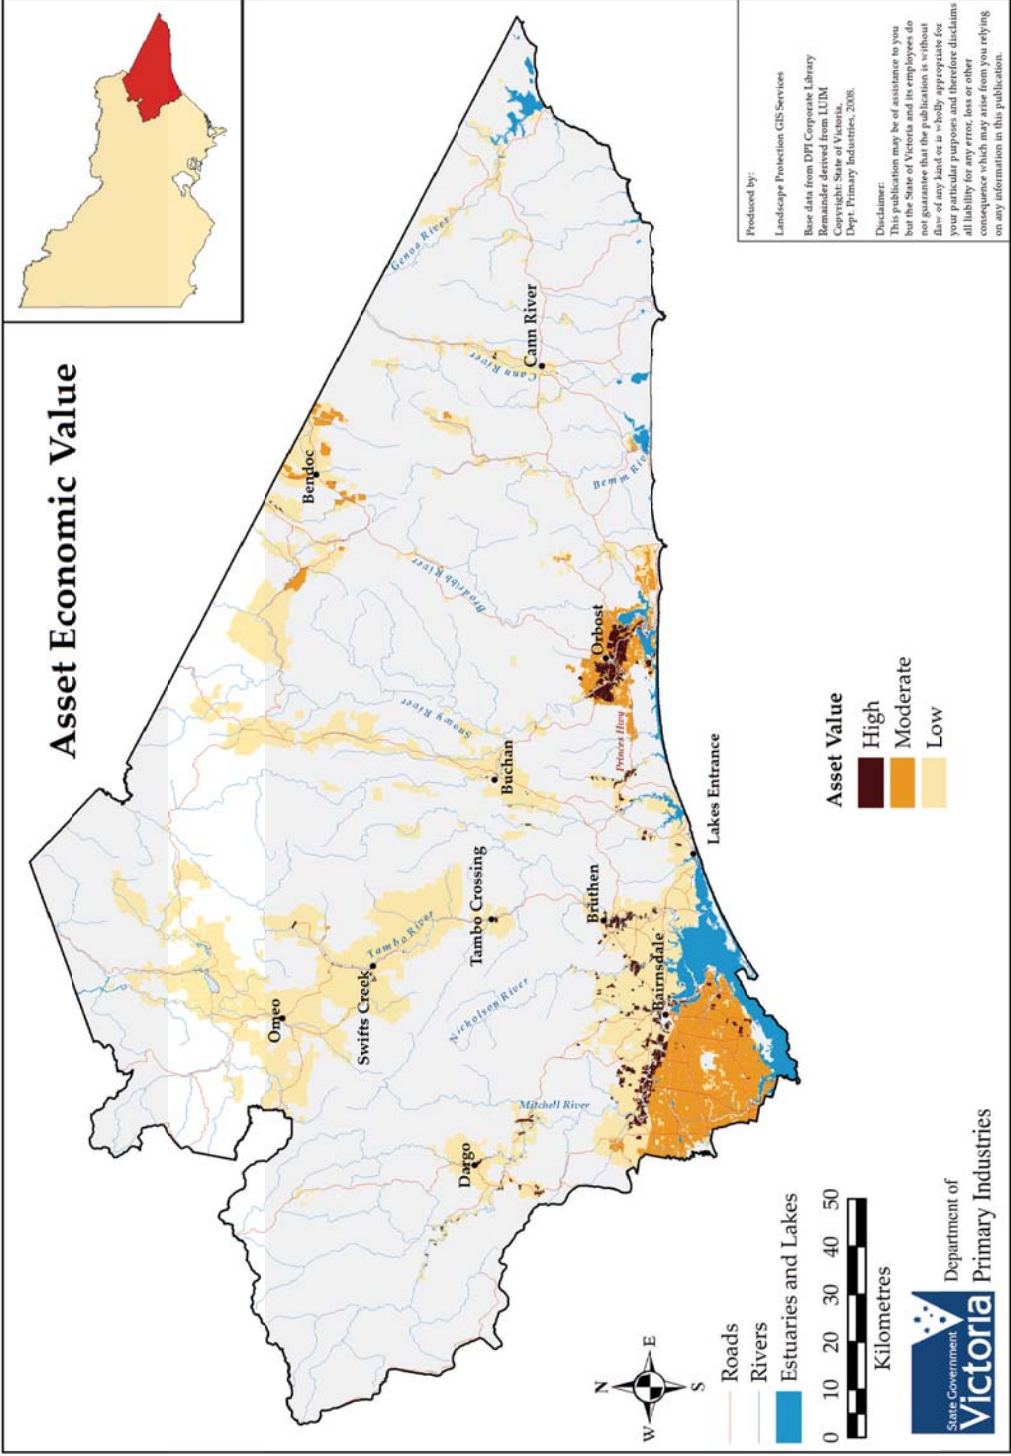 Asset Economic Value
Genoa River
Cann River
Cann River
Bendoc
Bemm Riv
Brodribb River
Orbost
Snowy River
Princes Hwy
Buchan
Lakes Entrance
Tambo Crossing
Bruthen
Tambo River
Bairnsdale
Swifts Creek
Omeo
Nicholson River
Mitchell River
Dargo
N
W
E
S
Roads
Rivers
Estuaries and Lakes
0 10 20 30 40 50
Kilometres
State Government
Victoria
Department of
Primary Industries
Asset Value
High
Moderate
Low
Produced by:
Landscape Protection GIS Services
Base data from DPI Corporate Library
Remainder derived from LUIM
Copyright: State of Victoria,
Dept. Primary Industries, 2008.
Disclaimer:
This publication may be of assistance to you
but the State of Victoria and its employees do
not guarantee that the publication is without
flaw of any kind or is wholly appropriate for
your particular purposes and therefore disclaims
all liability for any error, loss or other
consequence which may arise from you relying
on any information in this publication.